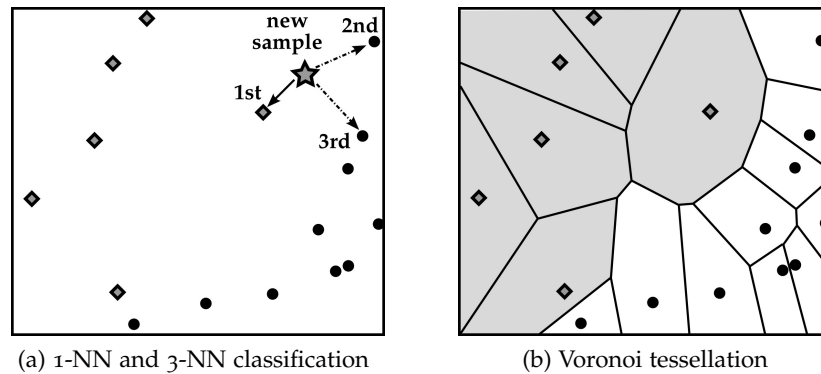 new
sample
2nd
1st
3rd
(a) 1-NN and 3-NN classification
(b) Voronoi tessellation